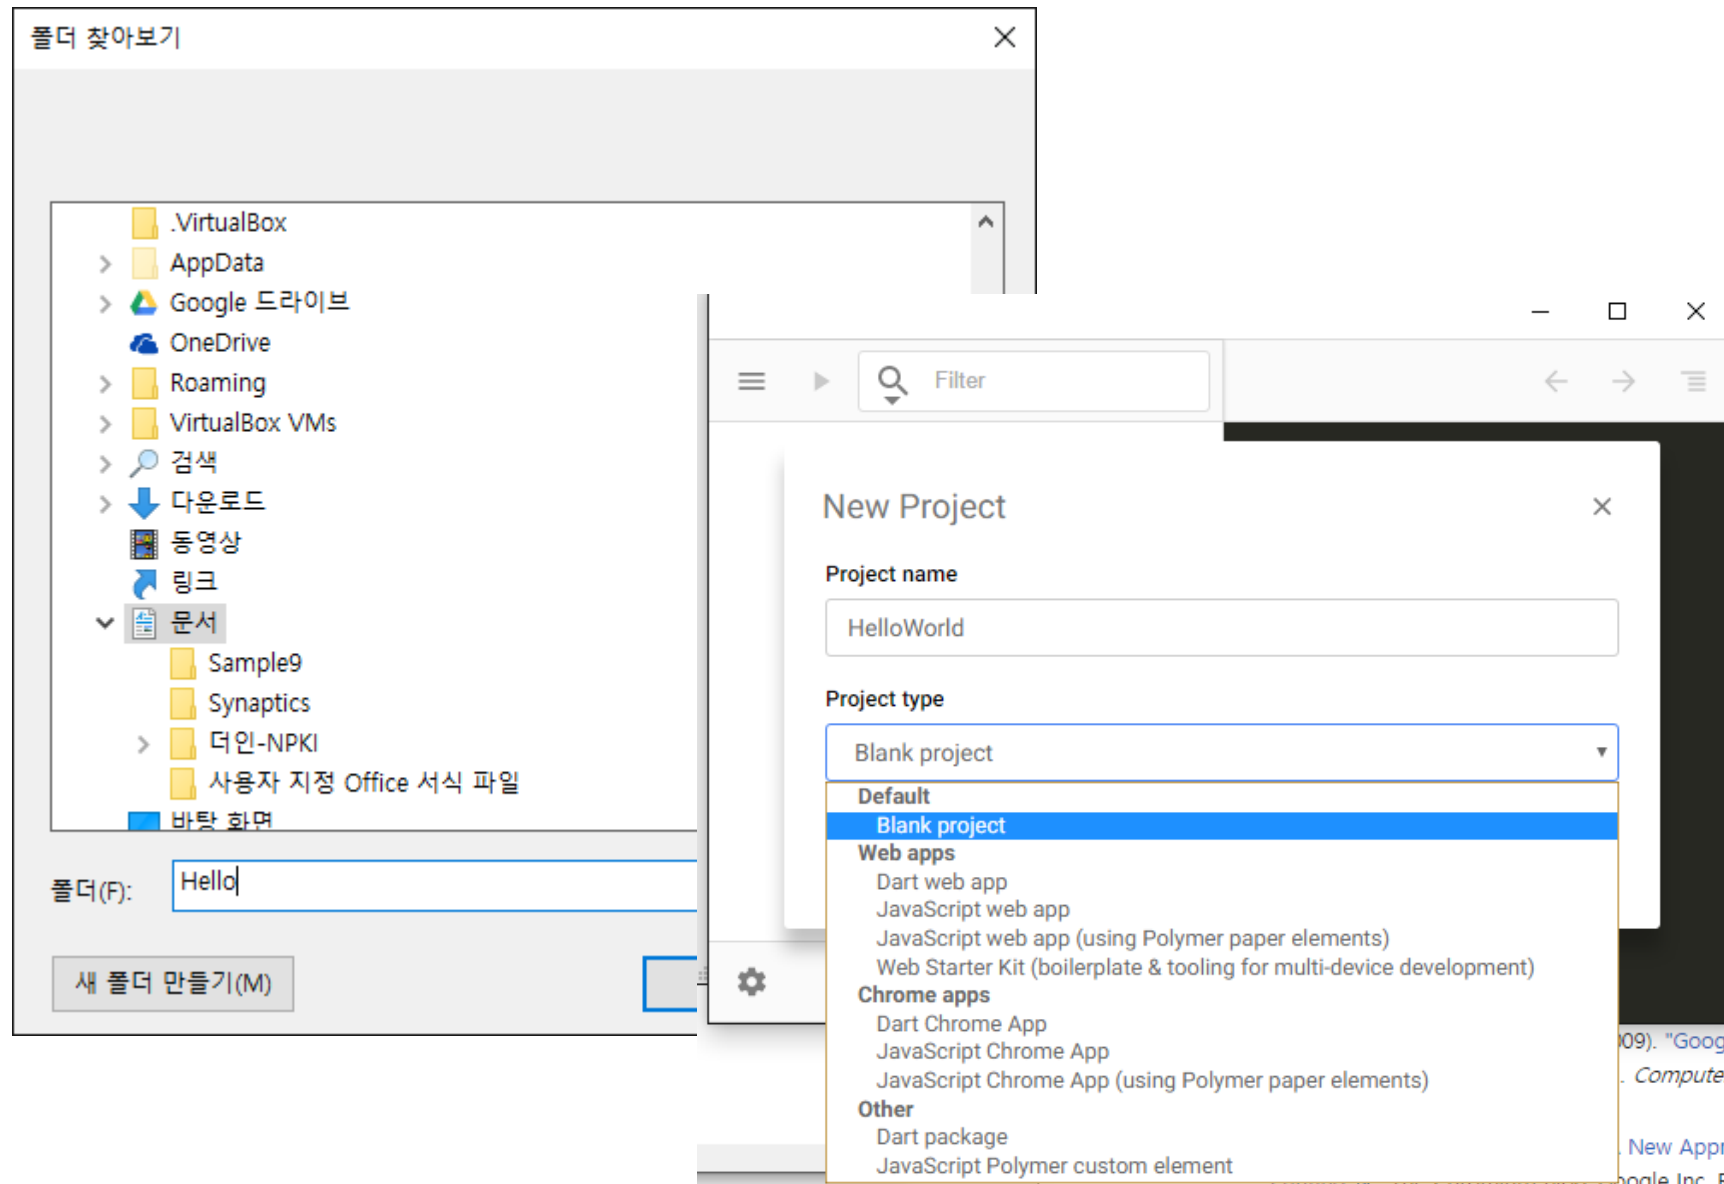 폴더 찾아보기
.VirtualBox
AppData
Google 드라이브
OneDrive
Roaming
VirtualBox VMs
검색
다운로드
동영상
링크
문서
Sample9
Synaptics
더인-NPKI
사용자 지정 Office 서식 파일
바탕 화면
폴더(F):
Hello
새 폴더 만들기(M)
Filter
New Project
Project name
HelloWorld
Project type
Blank project
Default
Blank project
Web apps
Dart web app
JavaScript web app
JavaScript web app (using Polymer paper elements)
Web Starter Kit (boilerplate & tooling for multi-device development)
Chrome apps
Dart Chrome App
JavaScript Chrome App
JavaScript Chrome App (using Polymer paper elements)
Other
Dart package
JavaScript Polymer custom element
09). "Goog
. Compute
. New Appr